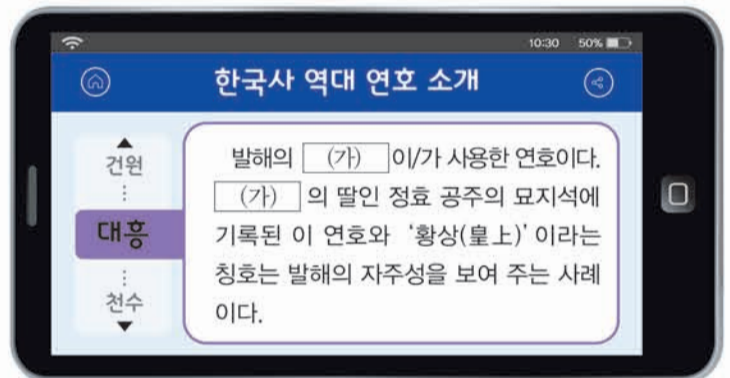 10:30 50%
한국사 역대 연호 소개
건원
⋮
대흥
⋮
천수
발해의 (가) 이/가 사용한 연호이다.
(가) 의 딸인 정효 공주의 묘지석에
기록된 이 연호와 ‘황상(皇上)’이라는
칭호는 발해의 자주성을 보여 주는 사례
이다.